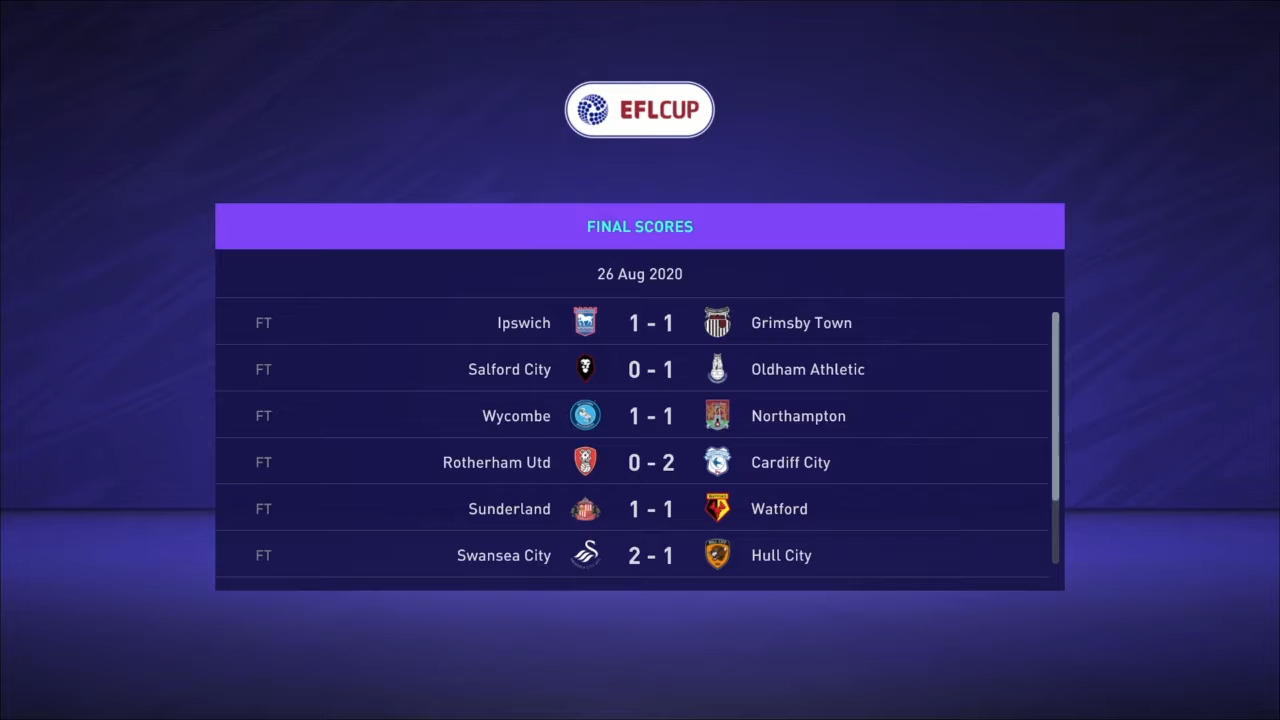 EFLCUP
FINAL SCORES
26 Aug 2020
FT Ipswich 1 - 1 Grimsby Town
FT Salford City 0 - 1 Oldham Athletic
FT Wycombe 1 - 1 Northampton
FT Rotherham Utd 0 - 2 Cardiff City
FT Sunderland 1 - 1 Watford
FT Swansea City 2 - 1 Hull City